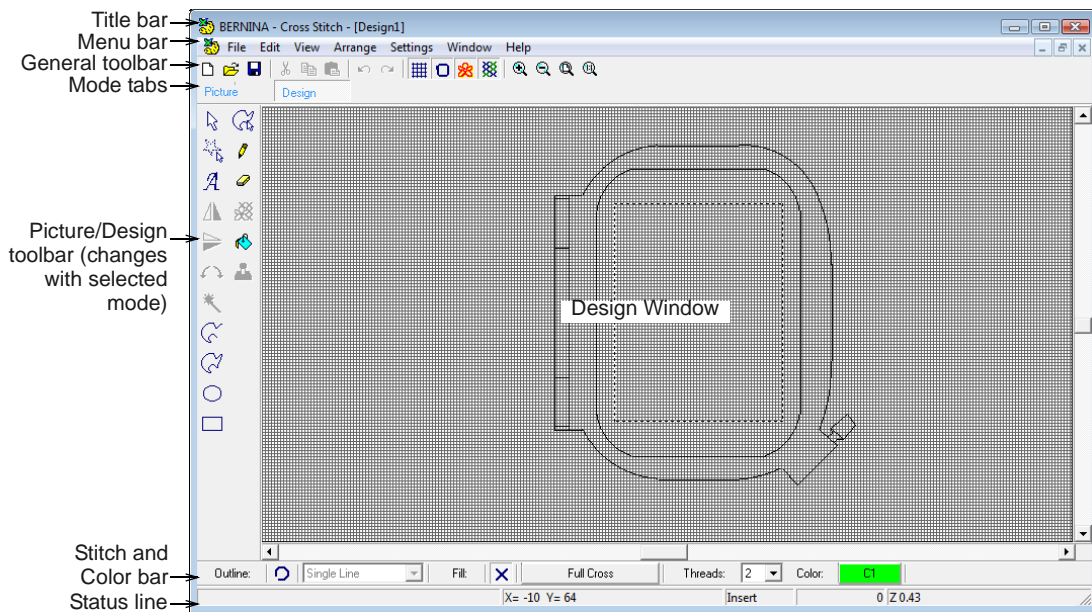 Title bar
BERNINA - Cross Stitch - [Design1]
Menu bar
File Edit View Arrange Settings Window Help
General toolbar
Mode tabs
Picture Design
Picture/Design
toolbar (changes
with selected
mode)
Design Window
Stitch and
Color bar
Outline: Single Line Fill: Full Cross Threads: 2 Color: C1
Status line
X= -10 Y= 64 Insert 0 Z 0.43